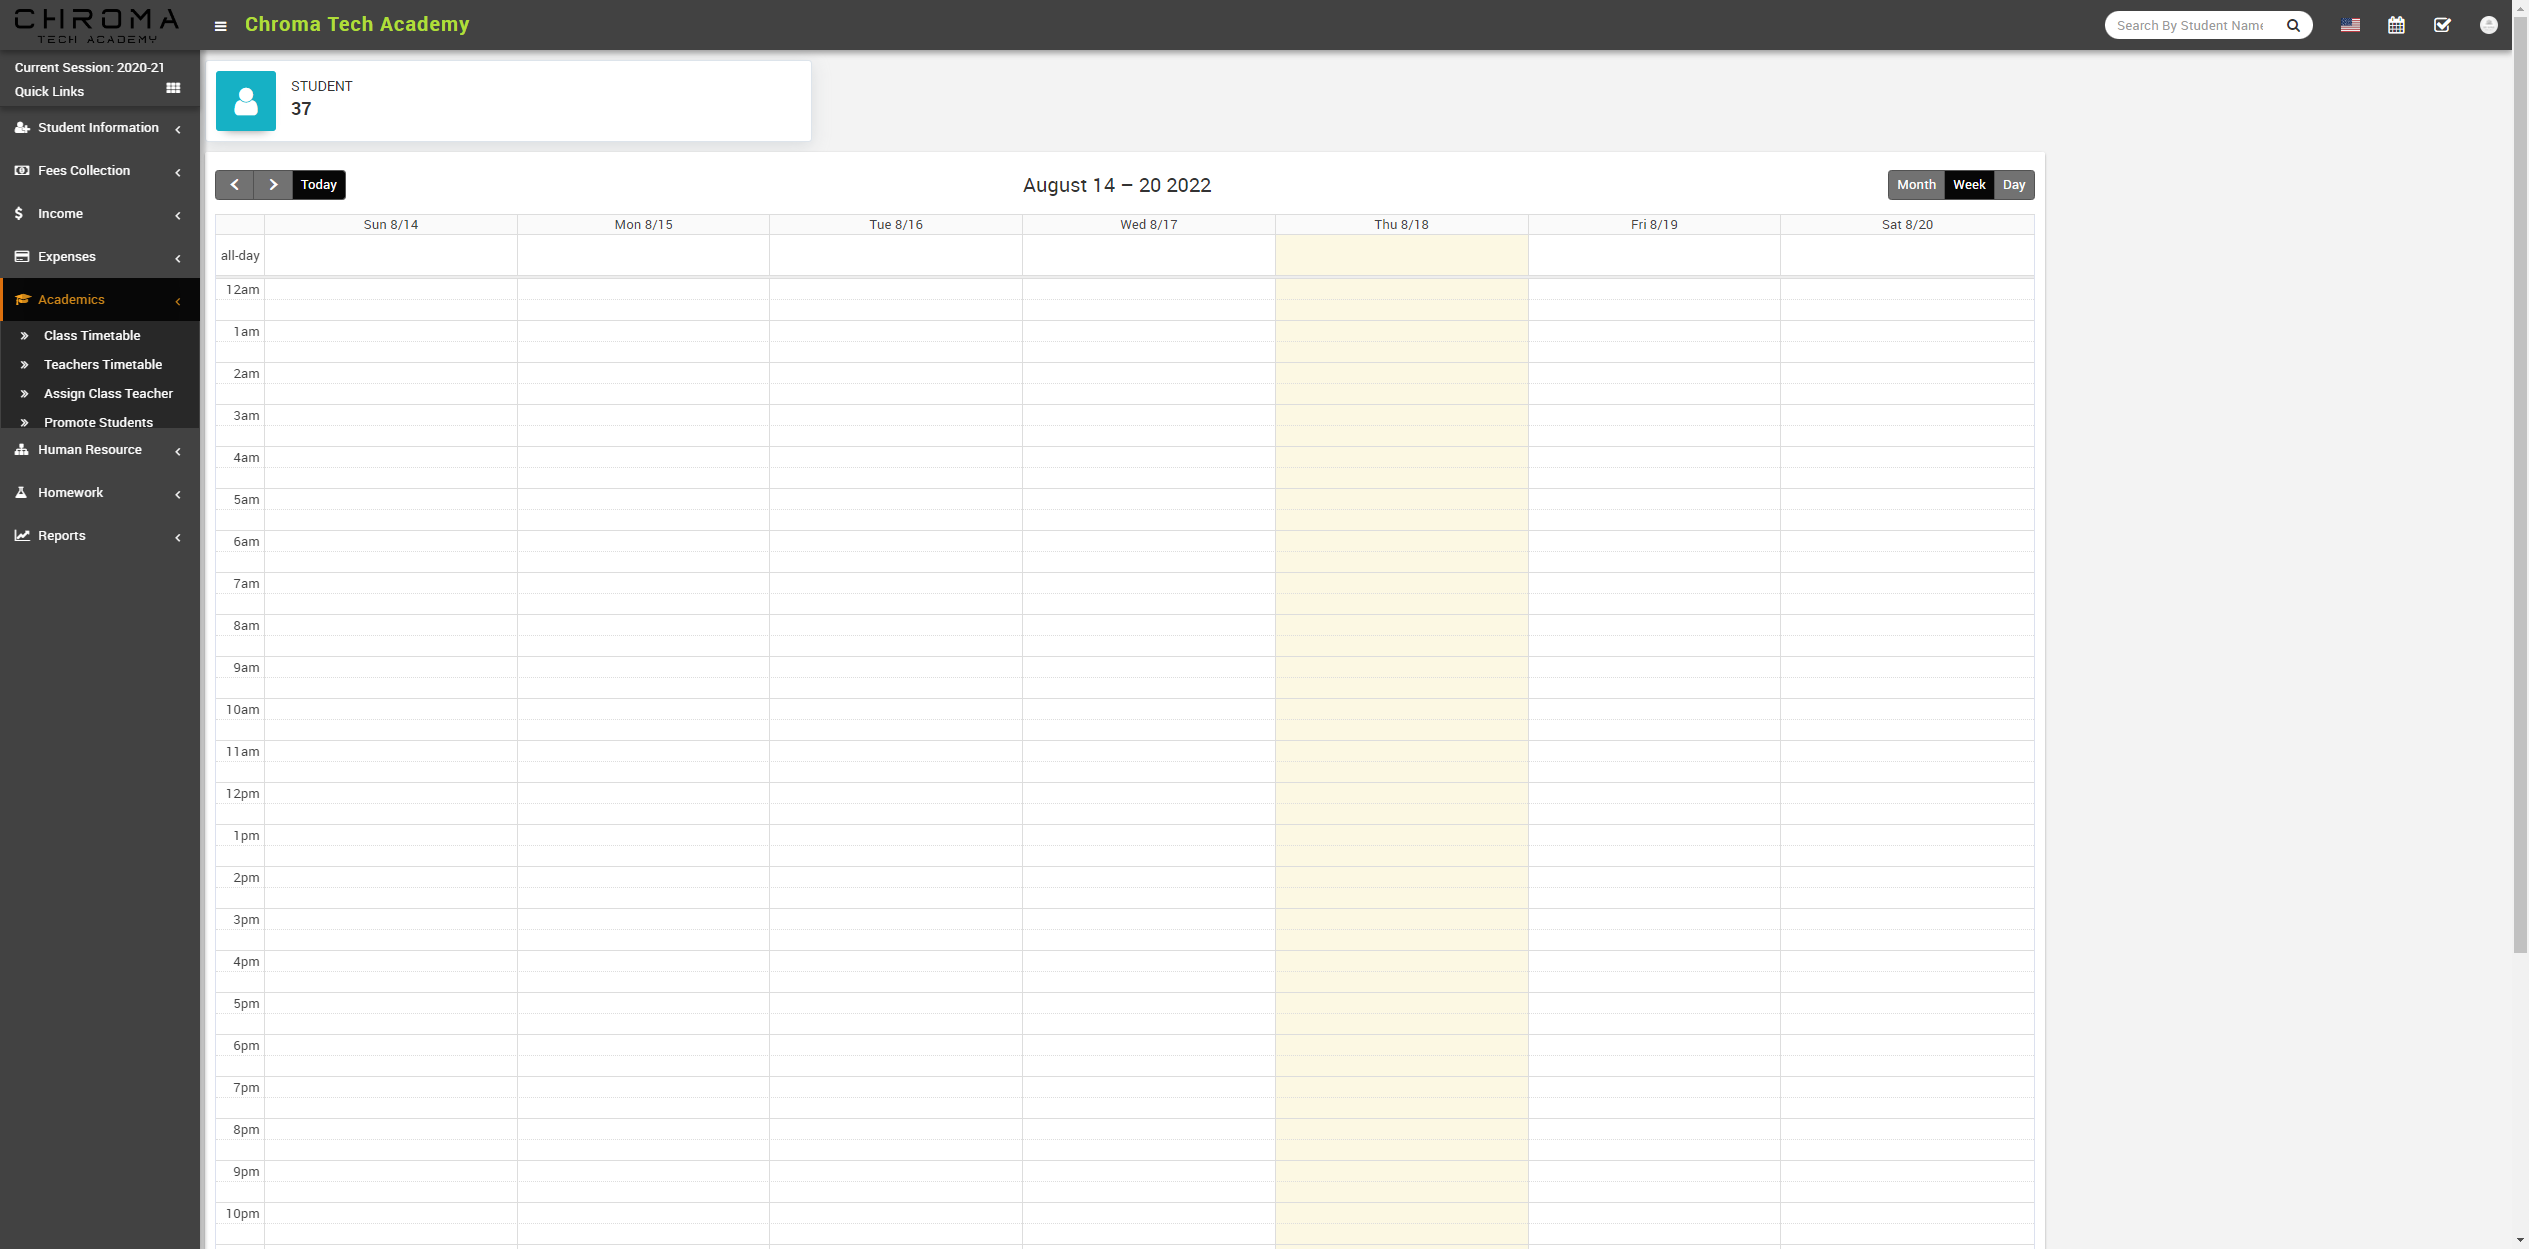 CHROMA
TECH ACADEMY
Chroma Tech Academy
Search By Student Name
Current Session: 2020-21
Quick Links
Student Information
Fees Collection
Income
Expenses
Academics
Class Timetable
Teachers Timetable
Assign Class Teacher
Promote Students
Human Resource
Homework
Reports
STUDENT
37
Today
August 14 – 20 2022
Month Week Day
Sun 8/14 Mon 8/15 Tue 8/16 Wed 8/17 Thu 8/18 Fri 8/19 Sat 8/20
all-day
12am
1am
2am
3am
4am
5am
6am
7am
8am
9am
10am
11am
12pm
1pm
2pm
3pm
4pm
5pm
6pm
7pm
8pm
9pm
10pm